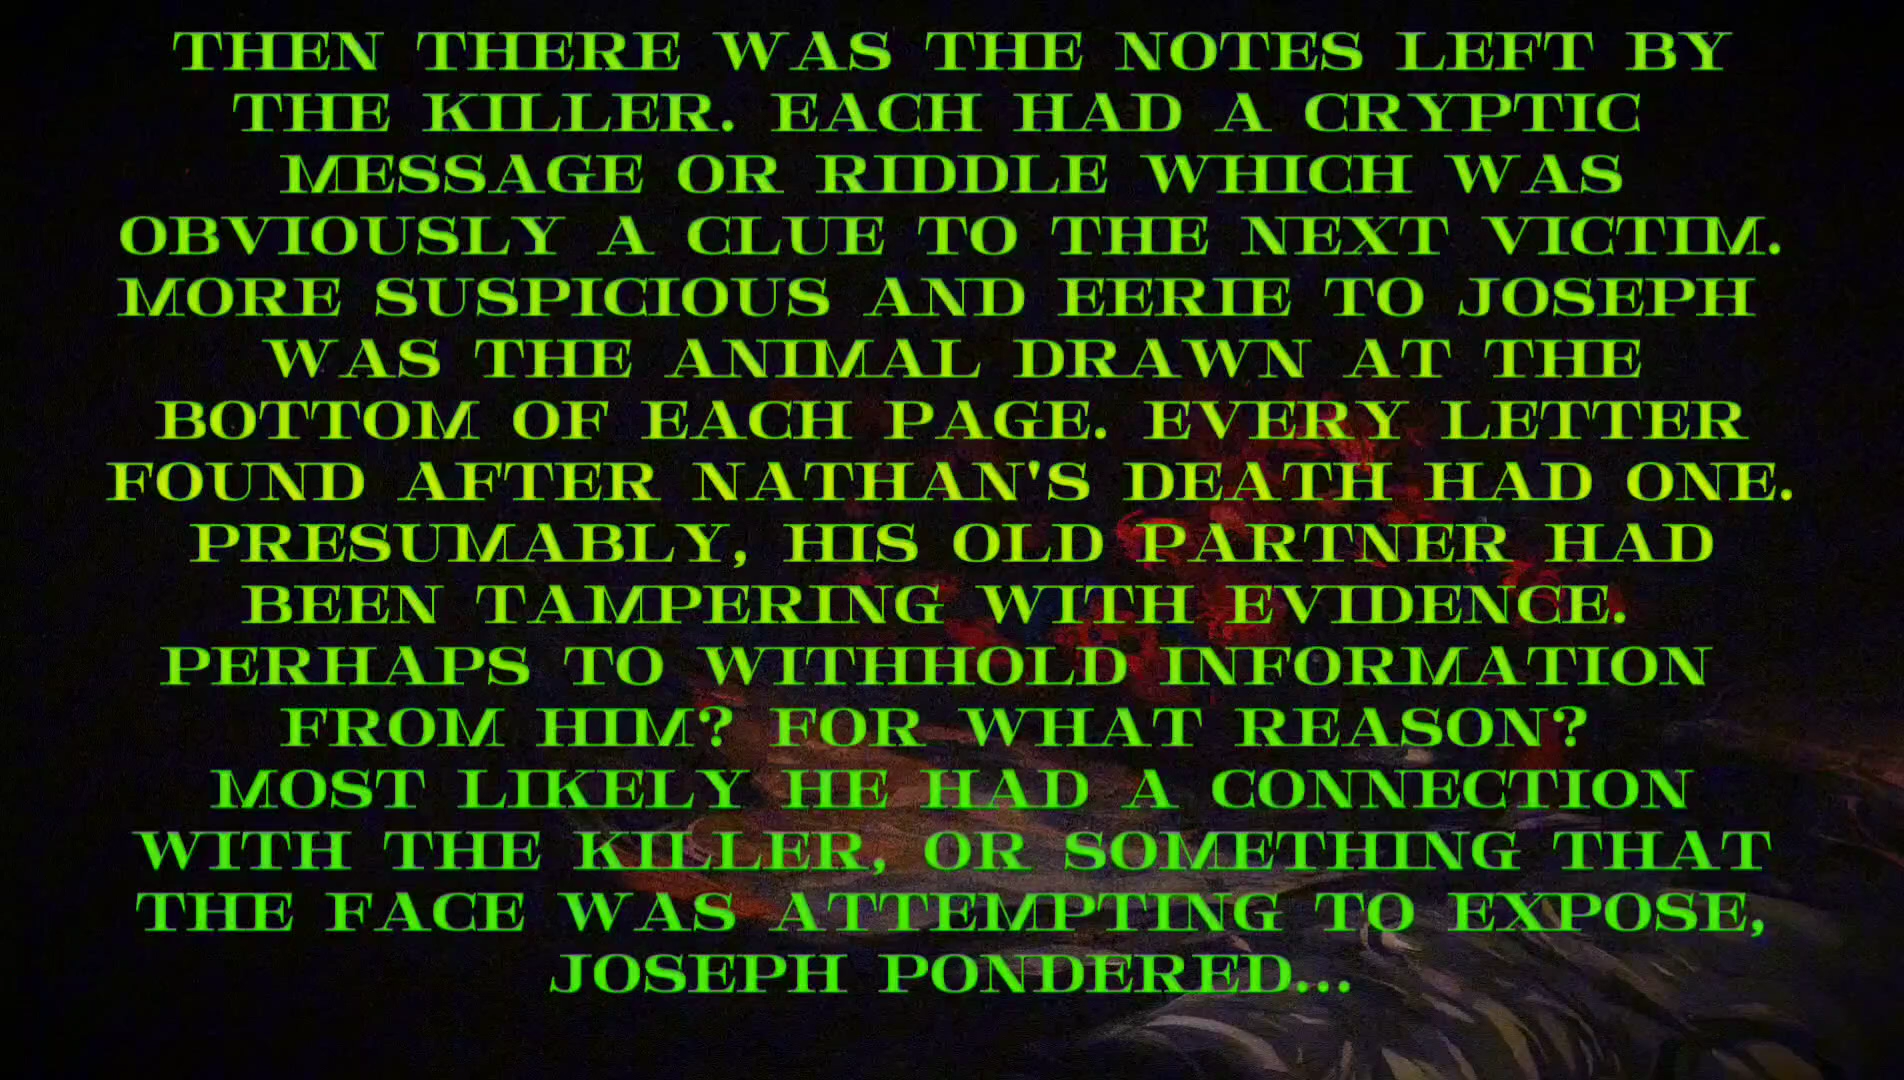 THEN THERE WAS THE NOTES LEFT BY
THE KILLER. EACH HAD A CRYPTIC
MESSAGE OR RIDDLE WHICH WAS
OBVIOUSLY A CLUE TO THE NEXT VICTIM.
MORE SUSPICIOUS AND EERIE TO JOSEPH
WAS THE ANIMAL DRAWN AT THE
BOTTOM OF EACH PAGE. EVERY LETTER
FOUND AFTER NATHAN'S DEATH HAD ONE.
PRESUMABLY, HIS OLD PARTNER HAD
BEEN TAMPERING WITH EVIDENCE.
PERHAPS TO WITHHOLD INFORMATION
FROM HIM? FOR WHAT REASON?
MOST LIKELY HE HAD A CONNECTION
WITH THE KILLER, OR SOMETHING THAT
THE FACE WAS ATTEMPTING TO EXPOSE,
JOSEPH PONDERED...